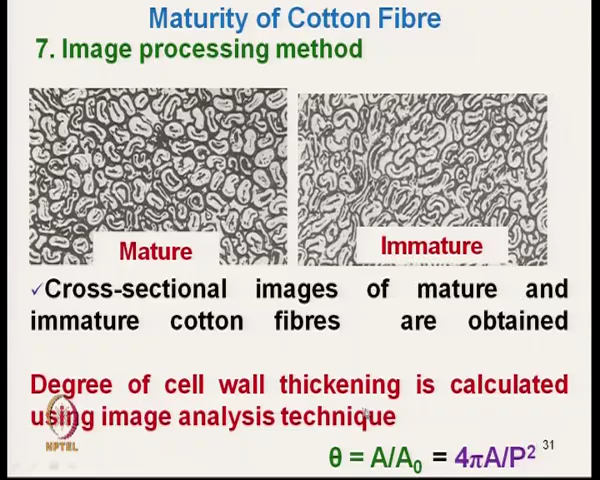 Maturity of Cotton Fibre
7. Image processing method
Mature
Immature
✓Cross-sectional images of mature and
immature cotton fibres are obtained
Degree of cell wall thickening is calculated
using image analysis technique
NPTEL
θ = A/A₀ = 4πA/P²
31